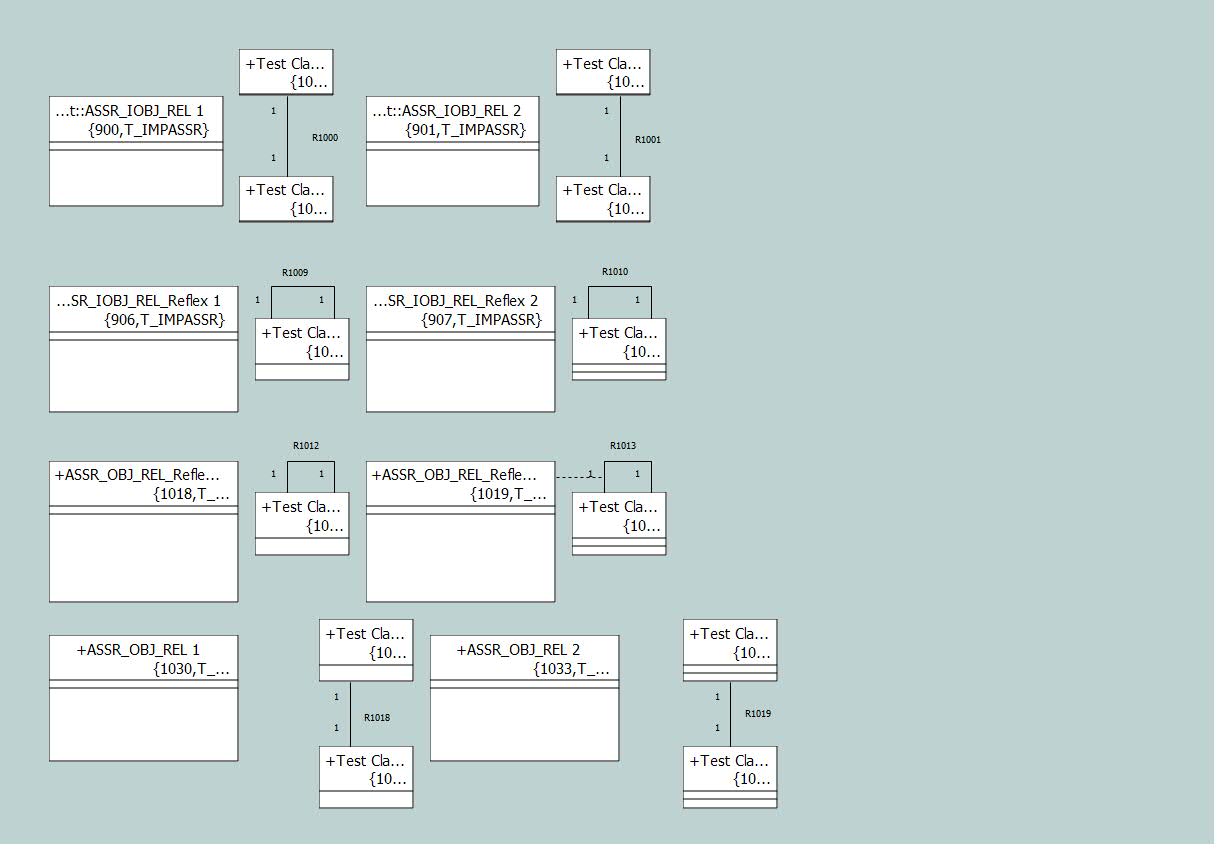 +Test Cla...
{10...
...t::ASSR_IOBJ_REL 1
{900,T_IMPASSR}
1
R1000
1
+Test Cla...
{10...
+Test Cla...
{10...
...t::ASSR_IOBJ_REL 2
{901,T_IMPASSR}
1
R1001
1
+Test Cla...
{10...
R1009
...SR_IOBJ_REL_Reflex 1
{906,T_IMPASSR}
1
1
+Test Cla...
{10...
R1010
...SR_IOBJ_REL_Reflex 2
{907,T_IMPASSR}
1
1
+Test Cla...
{10...
R1012
+ASSR_OBJ_REL_Refle...
{1018,T_...
1
1
+Test Cla...
{10...
R1013
+ASSR_OBJ_REL_Refle...
{1019,T_...
1
1
+Test Cla...
{10...
+ASSR_OBJ_REL 1
{1030,T_...
+Test Cla...
{10...
1
R1018
1
+Test Cla...
{10...
+ASSR_OBJ_REL 2
{1033,T_...
+Test Cla...
{10...
1
R1019
1
+Test Cla...
{10...